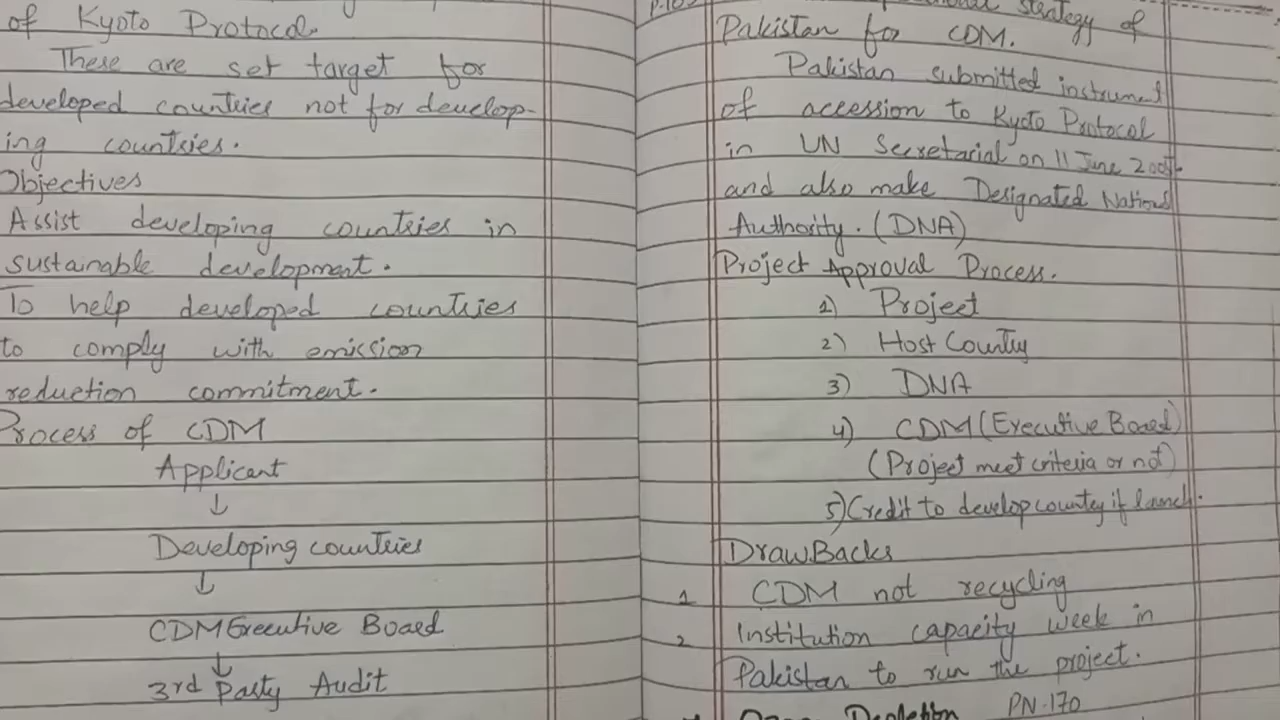 of Kyoto Protocol.
These are set target for
developed countries not for develop-
ing countries.
Objectives
Assist developing countries in
sustainable development.
To help developed countries
to comply with emission
reduction commitment.
Process of CDM
Applicant
↓
Developing countries
↓
CDM Executive Board
↓
3rd Party Audit
strategy of
Pakistan for CDM.
Pakistan submitted instrument
of accession to Kyoto Protocol
in UN Secretarial on 11 June
and also make Designated National
Authority. (DNA)
Project Approval Process.
1) Project
2) Host Country
3) DNA
4) CDM (Executive Board)
(Project meet criteria or not)
5) Credit to develop country if launch.
DrawBacks
1 CDM not recycling
2 Institution capacity week in
Pakistan to run the project.
Depletion PN.170